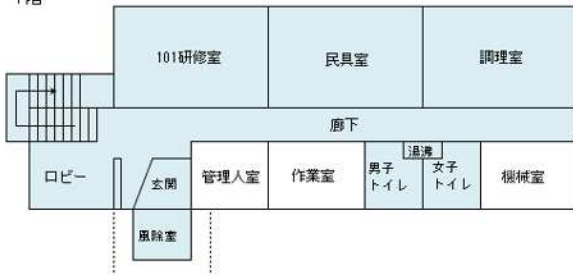 101研修室
民具室
調理室
廊下
湯沸
ロビー
玄関
管理人室
作業室
男子
トイレ
女子
トイレ
機械室
風除室